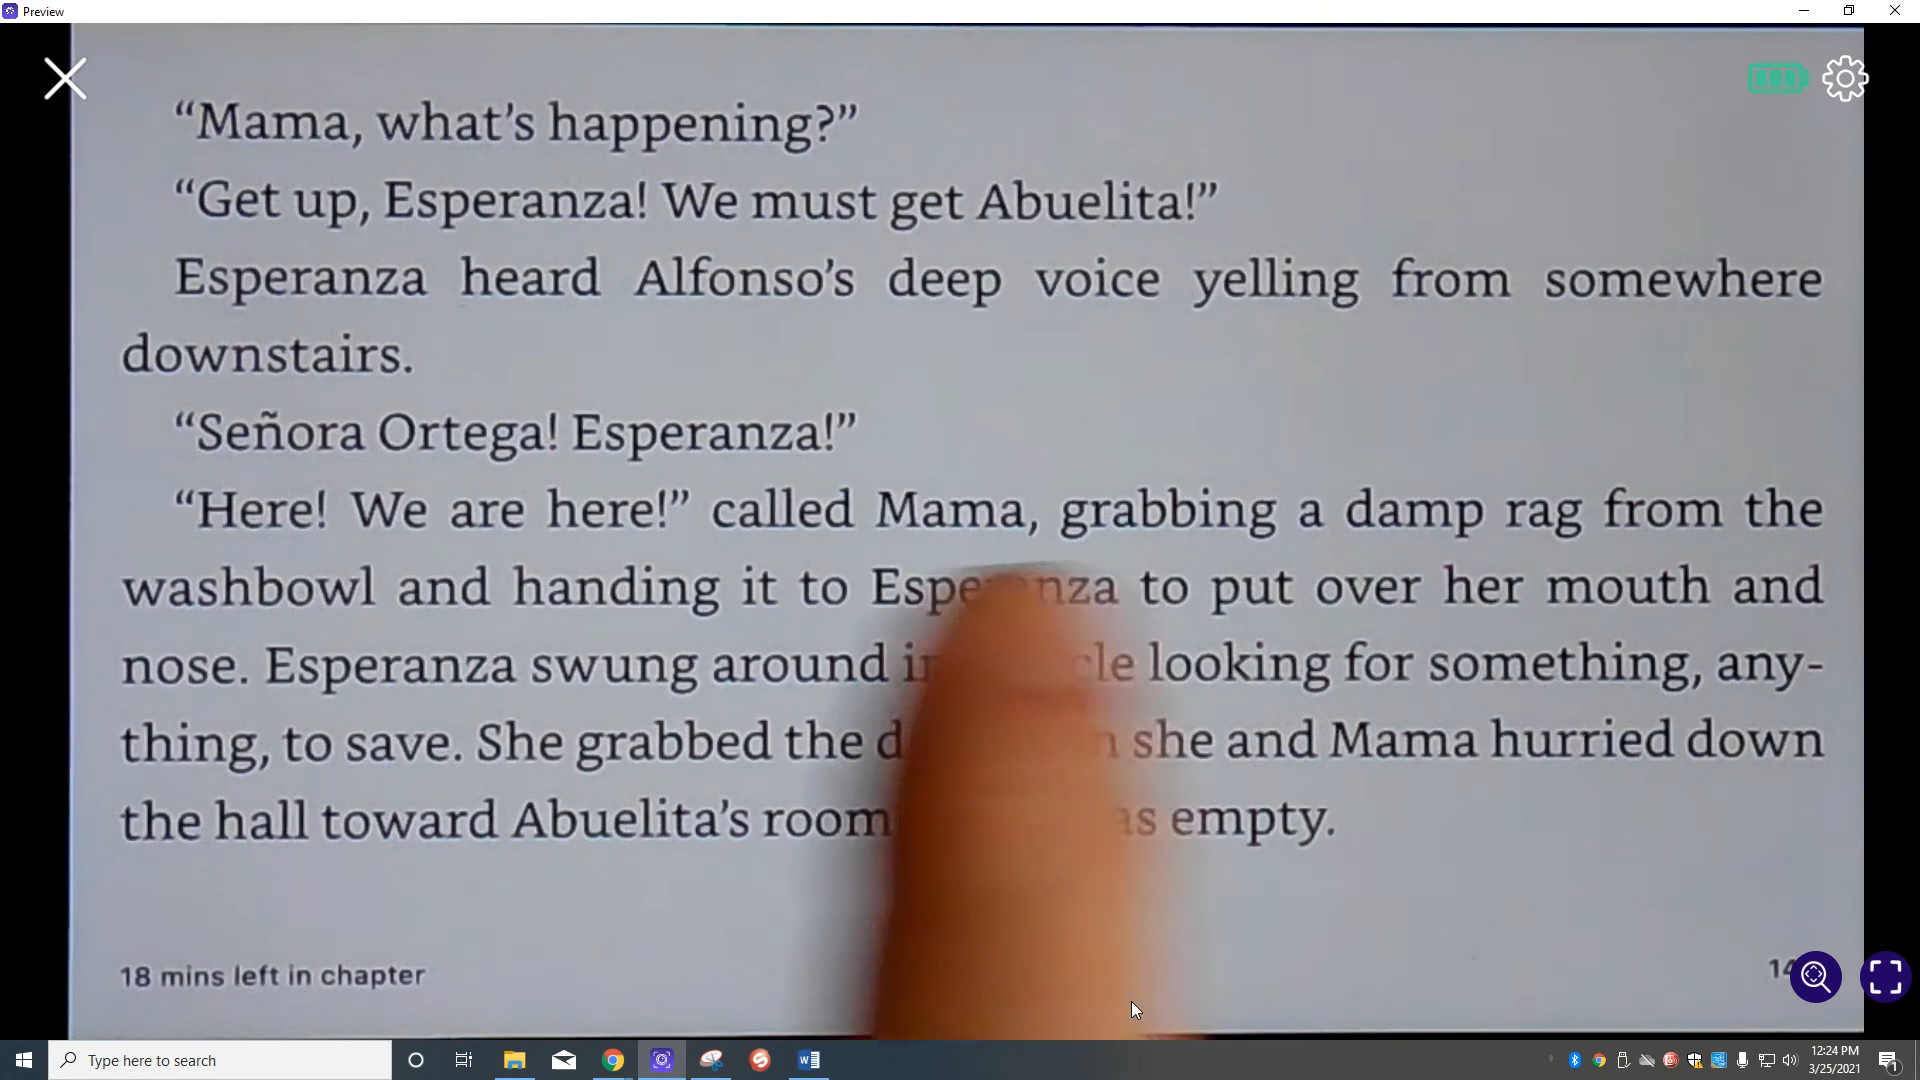 Preview
“Mama, what’s happening?”
“Get up, Esperanza! We must get Abuelita!”
Esperanza heard Alfonso’s deep voice yelling from somewhere
downstairs.
“Señora Ortega! Esperanza!”
“Here! We are here!” called Mama, grabbing a damp rag from the
washbowl and handing it to Esperanza to put over her mouth and
nose. Esperanza swung around looking for something, any-
thing, to save. She grabbed the she and Mama hurried down
the hall toward Abuelita’s room empty.
18 mins left in chapter
Type here to search
12:24 PM
3/25/2021
1